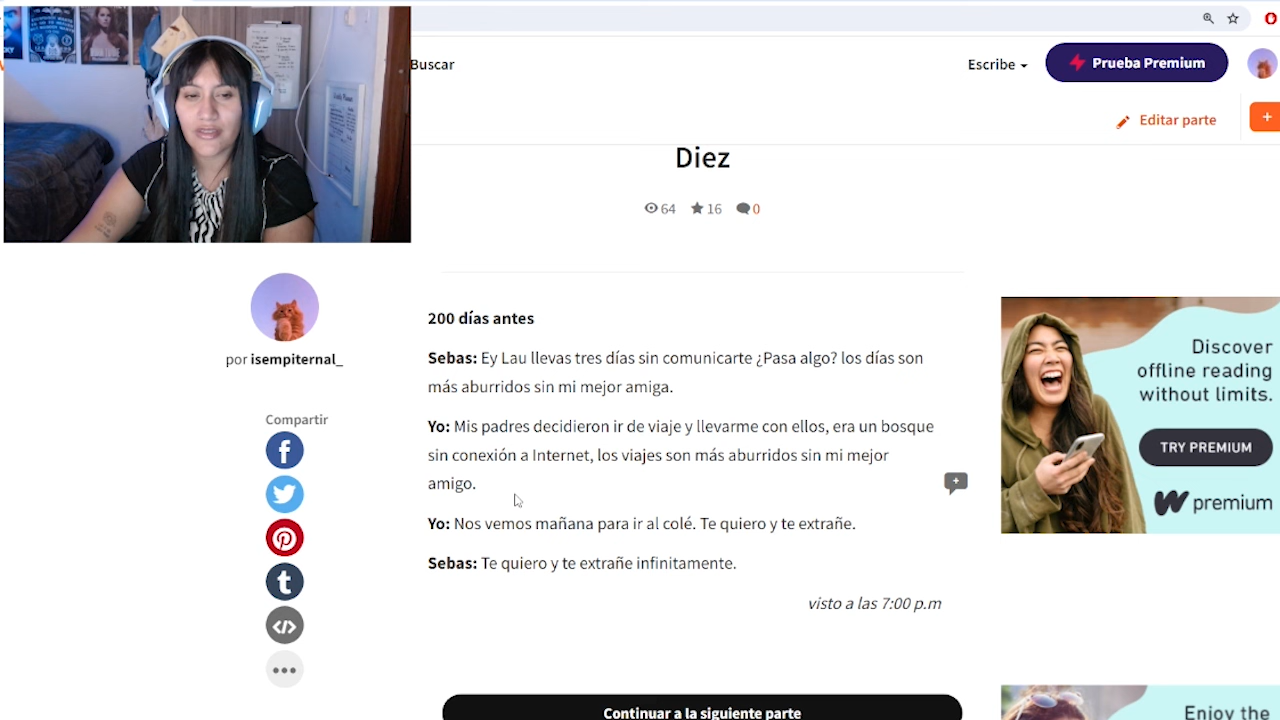 Buscar
Escribe
Prueba Premium
Editar parte
+
Diez
64
16
0
por isempiternal_
Compartir
200 días antes
Sebas: Ey Lau llevas tres días sin comunicarte ¿Pasa algo? los días son
más aburridos sin mi mejor amiga.
Yo: Mis padres decidieron ir de viaje y llevarme con ellos, era un bosque
sin conexión a Internet, los viajes son más aburridos sin mi mejor
amigo.
+
Yo: Nos vemos mañana para ir al colé. Te quiero y te extrañe.
Sebas: Te quiero y te extrañe infinitamente.
visto a las 7:00 p.m
Continuar a la siguiente parte
Discover
offline reading
without limits.
TRY PREMIUM
premium
Enjoy the